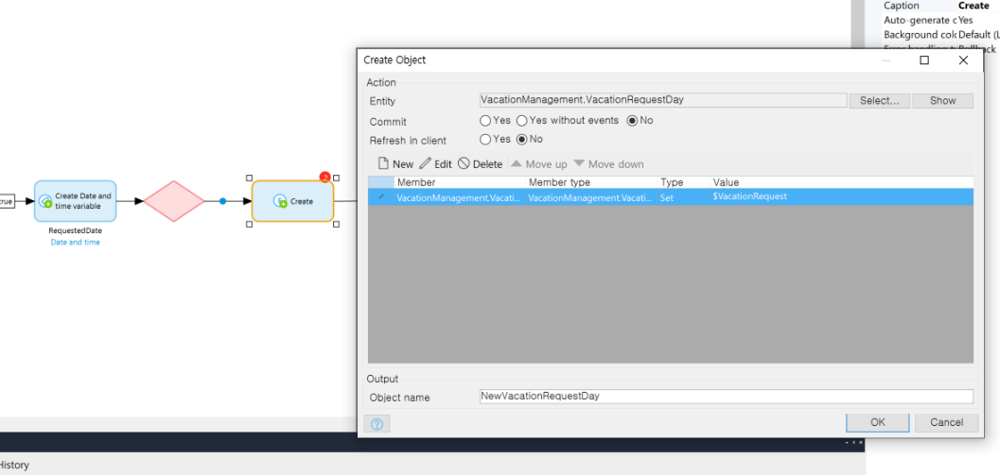 Caption Create
Auto-generate c Yes
Background colc Default (L
Create Object
Action
Entity VacationManagement.VacationRequestDay Select... Show
Commit Yes Yes without events No
Refresh in client Yes No
New Edit Delete Move up Move down
Member Member type Type Value
VacationManagement.Vacati... VacationManagement.Vacati... Set $VacationRequest
true
Create Date and
time variable
RequestedDate
Date and time
2
Create
Output
Object name NewVacationRequestDay
? OK Cancel
History